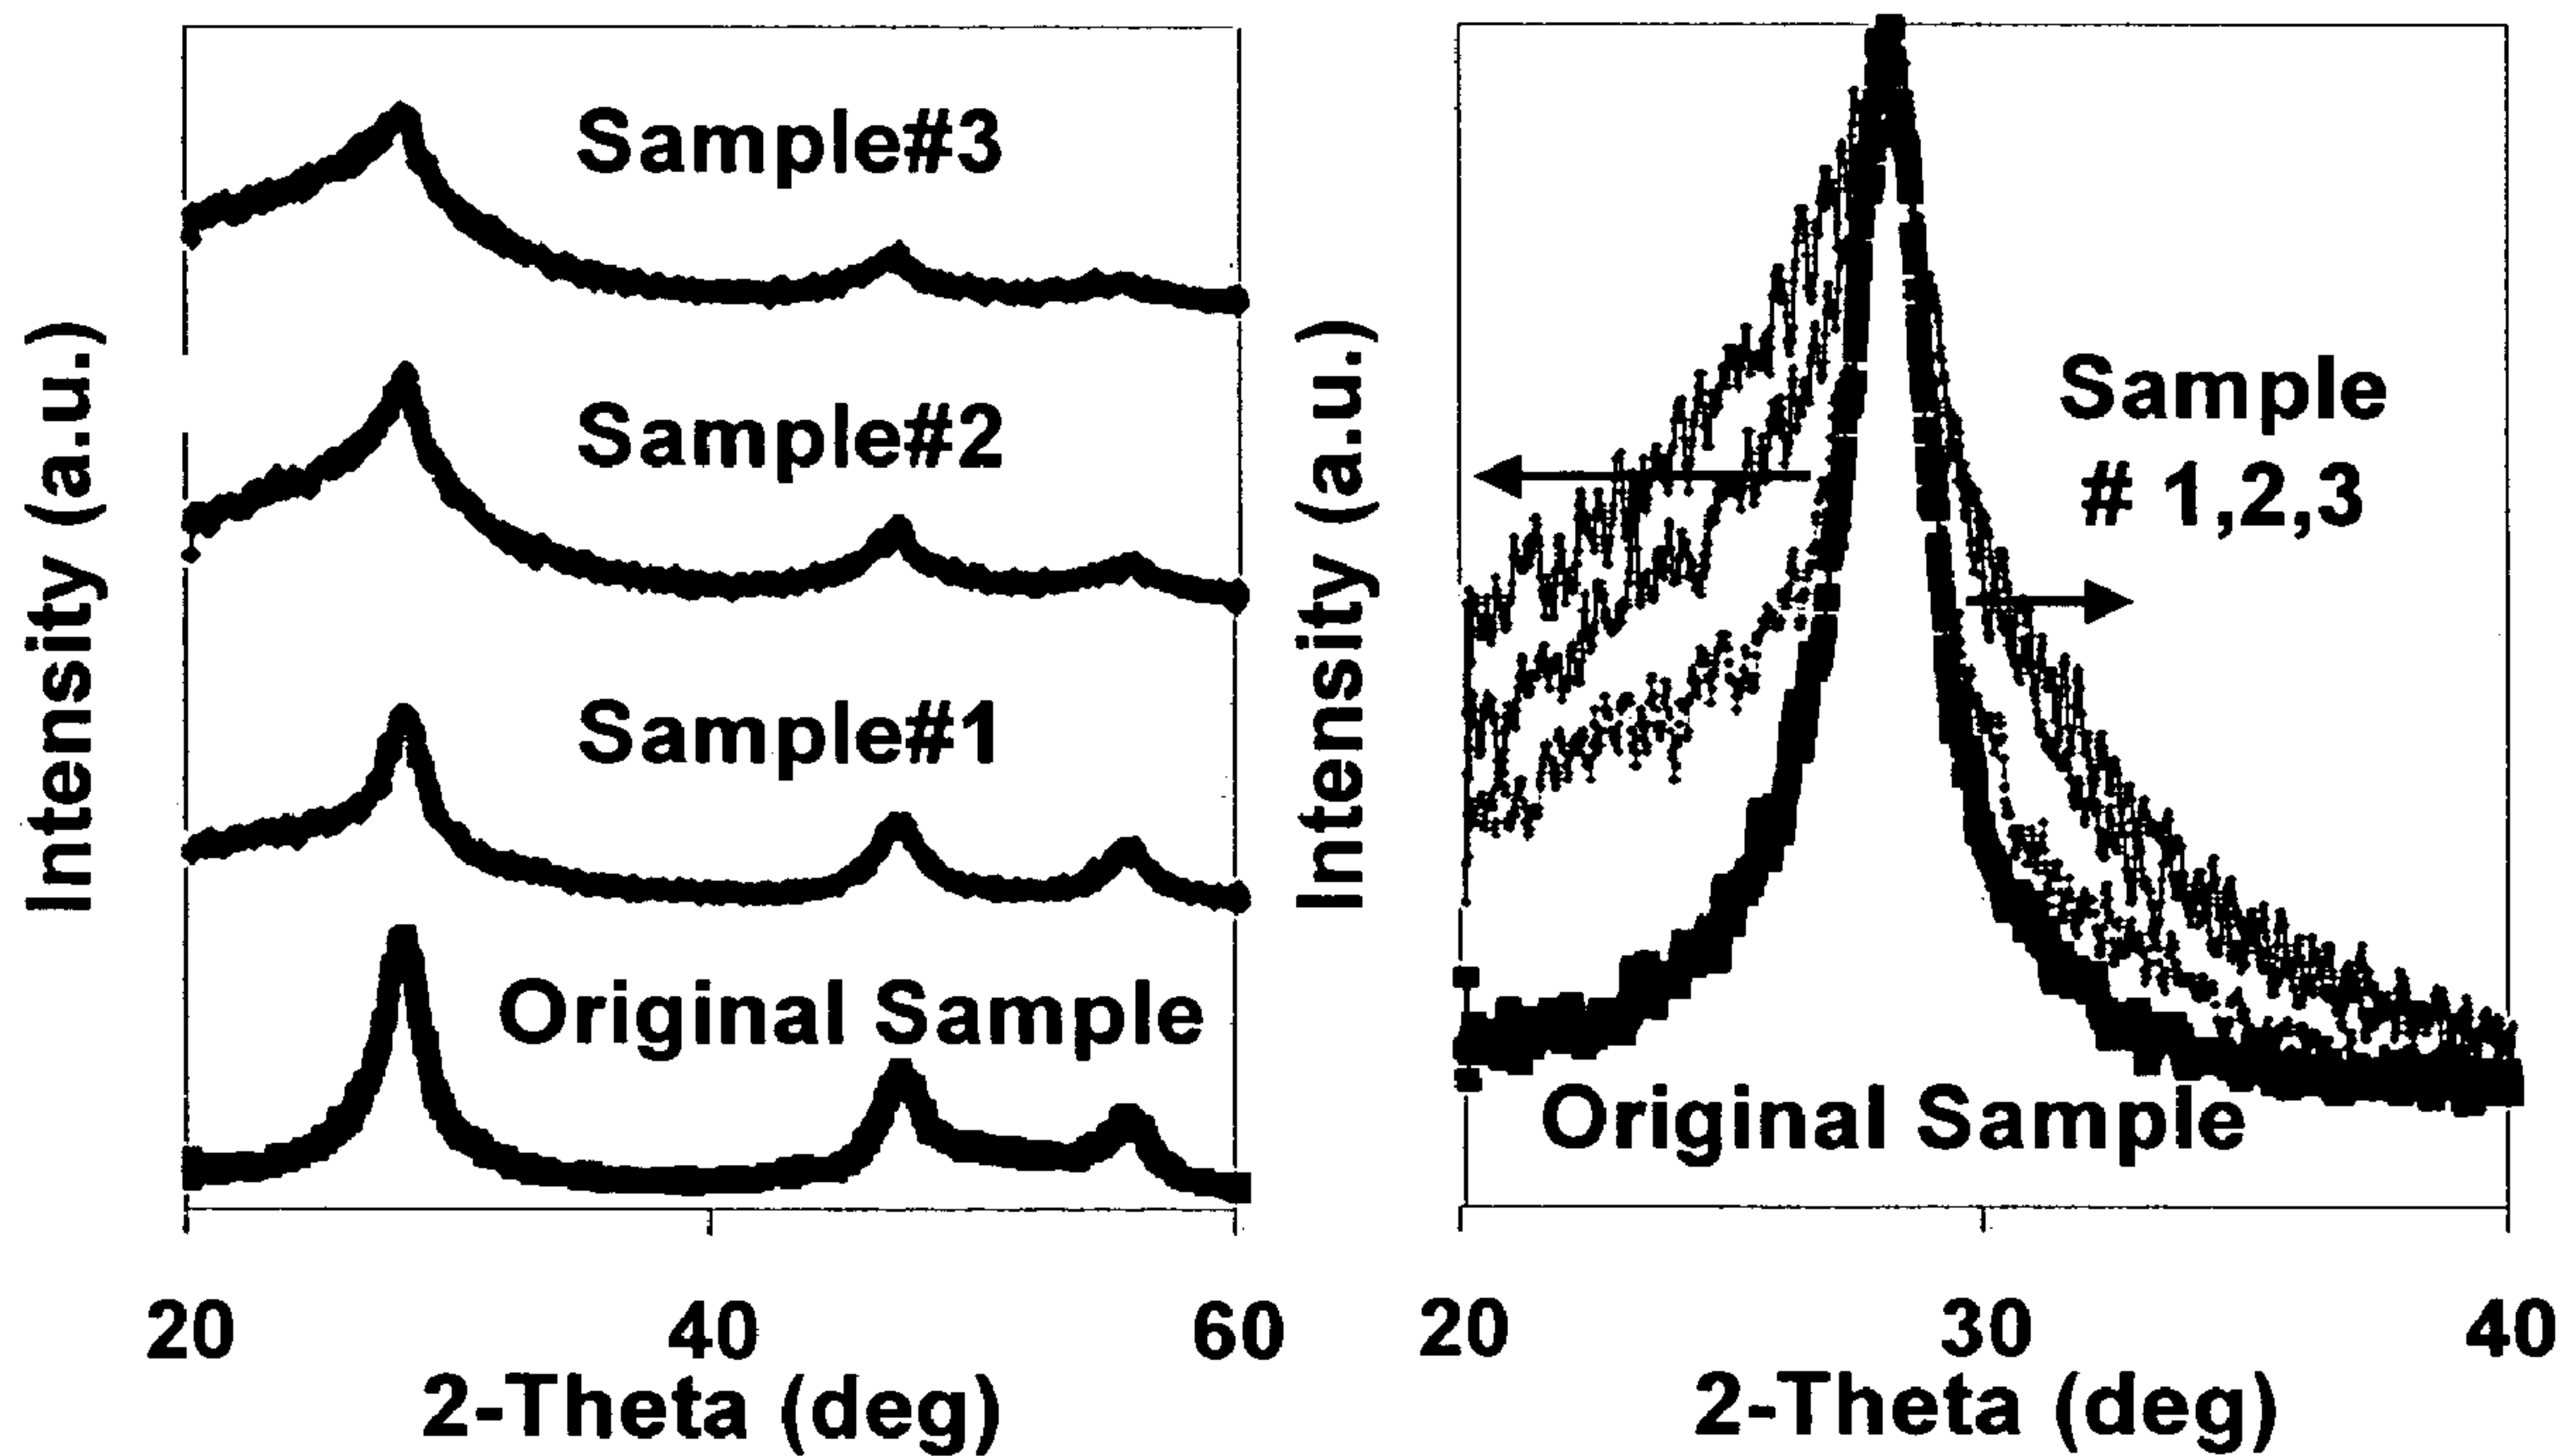 Intensity (a.u.)
Sample#3
Sample#2
Sample#1
Original Sample
20 40 60
2-Theta (deg)
Intensity (a.u.)
Sample
# 1,2,3
Original Sample
20 30 40
2-Theta (deg)